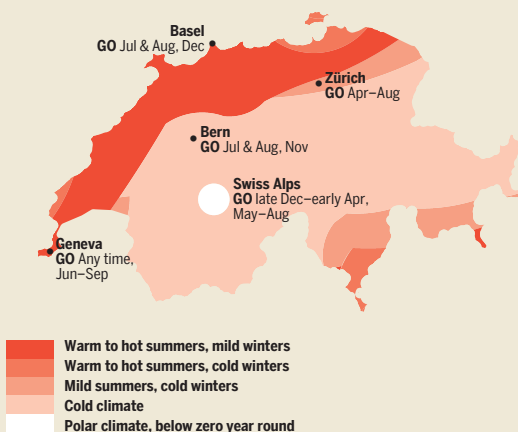 Basel
GO Jul & Aug, Dec
Zürich
GO Apr–Aug
Bern
GO Jul & Aug, Nov
Swiss Alps
GO late Dec–early Apr,
May–Aug
Geneva
GO Any time,
Jun–Sep
Warm to hot summers, mild winters
Warm to hot summers, cold winters
Mild summers, cold winters
Cold climate
Polar climate, below zero year round